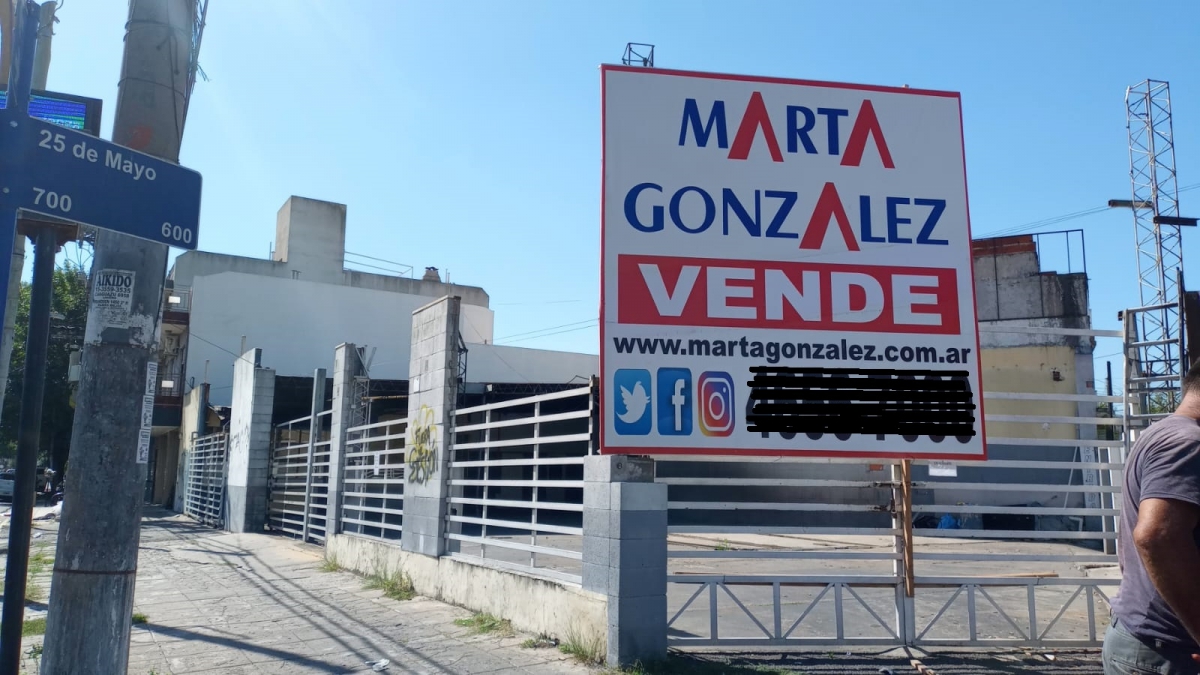 25 de Mayo
700
600
AIKIDO
MARTA
GONZALEZ
VENDE
www.martagonzalez.com.ar